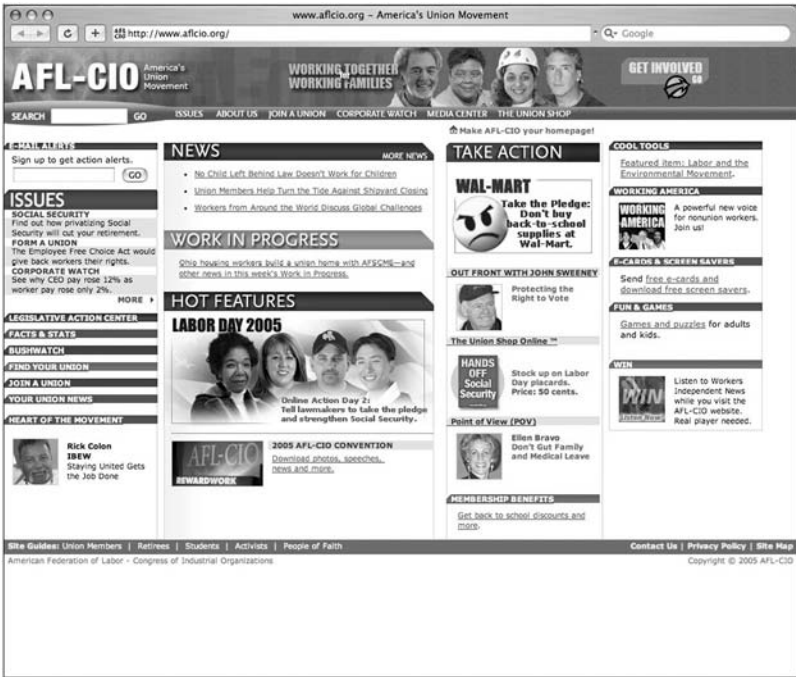 www.aflcio.org – America's Union Movement
http://www.aflcio.org/
Google
AFL-CIO
America's
Union
Movement
WORKING TOGETHER
WORKING FAMILIES
GET INVOLVED
GO
SEARCH
GO
ISSUES ABOUT US JOIN A UNION CORPORATE WATCH MEDIA CENTER THE UNION SHOP
Make AFL-CIO your homepage!
E-MAIL ALERTS
Sign up to get action alerts.
GO
ISSUES
SOCIAL SECURITY
Find out how privatizing Social
Security will cut your retirement.
FORM A UNION
The Employee Free Choice Act would
give back workers their rights.
CORPORATE WATCH
See why CEO pay rose 12% as
worker pay rose only 2%.
MORE
LEGISLATIVE ACTION CENTER
FACTS & STATS
BUSHWATCH
FIND YOUR UNION
JOIN A UNION
YOUR UNION NEWS
HEART OF THE MOVEMENT
Rick Colon
IBEW
Staying United Gets
the Job Done
NEWS
MORE NEWS
• No Child Left Behind Law Doesn't Work for Children
• Union Members Help Turn the Tide Against Shipyard Closing
• Workers from Around the World Discuss Global Challenges
WORK IN PROGRESS
Ohio housing workers build a union home with AFSCME—and
other news in this week's Work in Progress.
HOT FEATURES
LABOR DAY 2005
Online Action Day 2:
Tell lawmakers to take the pledge
and strengthen Social Security.
AFL-CIO
REWARDWORK
2005 AFL-CIO CONVENTION
Download photos, speeches,
news and more.
TAKE ACTION
WAL-MART
Take the Pledge:
Don't buy
back-to-school
supplies at
Wal-Mart.
OUT FRONT WITH JOHN SWEENEY
Protecting the
Right to Vote
The Union Shop Online ™
HANDS
OFF
Social
Security
Stock up on Labor
Day placards.
Price: 50 cents.
Point of View (POV)
Ellen Bravo
Don't Gut Family
and Medical Leave
MEMBERSHIP BENEFITS
Get back to school discounts and
more.
COOL TOOLS
Featured item: Labor and the
Environmental Movement.
WORKING AMERICA
WORKING
AMERICA
A powerful new voice
for nonunion workers.
Join us!
E-CARDS & SCREEN SAVERS
Send free e-cards and
download free screen savers.
FUN & GAMES
Games and puzzles for adults
and kids.
WIN
WIN
Listen Now!
Listen to Workers
Independent News
while you visit the
AFL-CIO website.
Real player needed.
Site Guides: Union Members | Retirees | Students | Activists | People of Faith
Contact Us | Privacy Policy | Site Map
American Federation of Labor - Congress of Industrial Organizations
Copyright © 2005 AFL-CIO